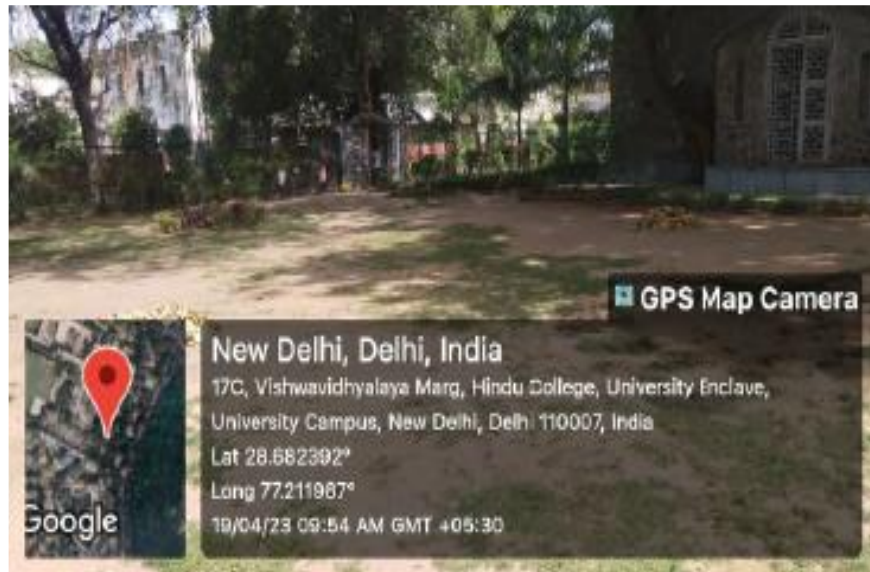 GPS Map Camera
New Delhi, Delhi, India
17C, Vishwavidhyalaya Marg, Hindu College, University Enclave,
University Campus, New Delhi, Delhi 110007, India
Lat 28.682392°
Long 77.211987°
19/04/23 09:54 AM GMT +05:30
Google